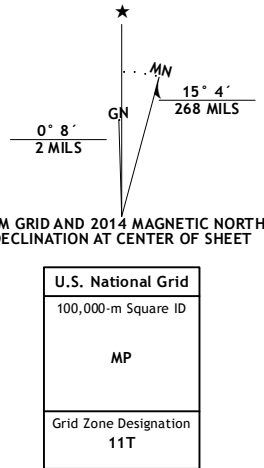 MN
GN
15° 4´
268 MILS
0° 8´
2 MILS
M GRID AND 2014 MAGNETIC NORTH
DECLINATION AT CENTER OF SHEET
U.S. National Grid
100,000-m Square ID
MP
Grid Zone Designation
11T